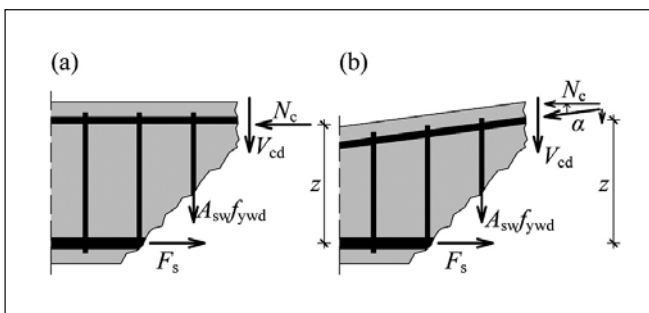 (a)
N_c
V_cd
z
A_sw f_ywd
F_s
(b)
N_c
α
V_cd
z
A_sw f_ywd
F_s